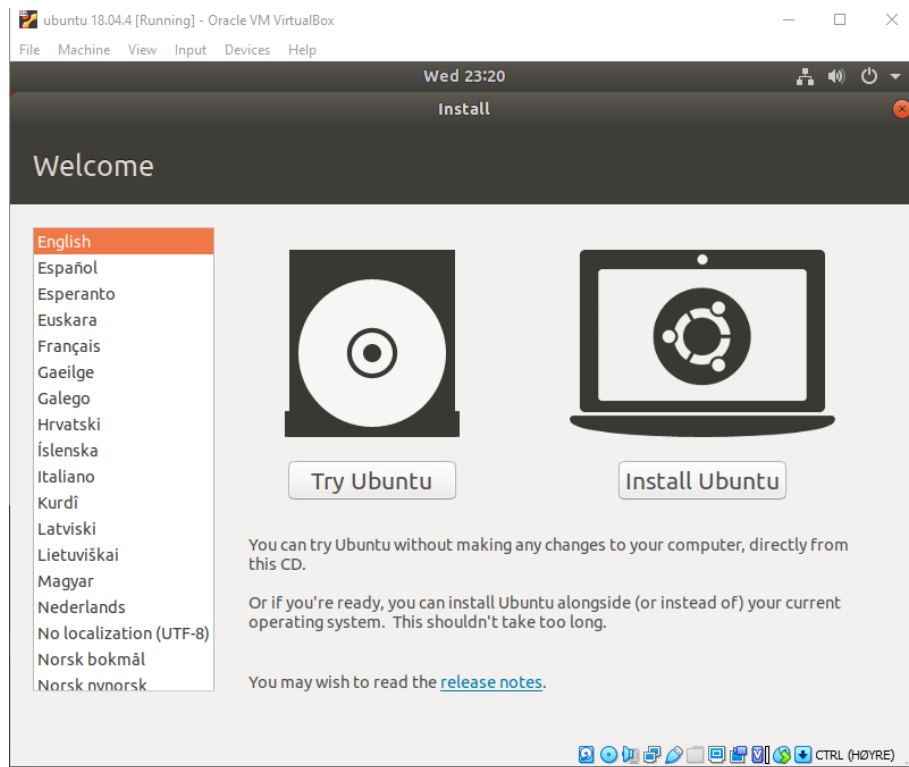 ubuntu 18.04.4 [Running] - Oracle VM VirtualBox
File Machine View Input Devices Help
Wed 23:20
Install
Welcome
English
Español
Esperanto
Euskara
Français
Gaeilge
Galego
Hrvatski
Íslenska
Italiano
Kurdî
Latviski
Lietuviškai
Magyar
Nederlands
No localization (UTF-8)
Norsk bokmål
Norsk nynorsk
Try Ubuntu
Install Ubuntu
You can try Ubuntu without making any changes to your computer, directly from
this CD.
Or if you're ready, you can install Ubuntu alongside (or instead of) your current
operating system. This shouldn't take too long.
You may wish to read the release notes.
CTRL (HØYRE)